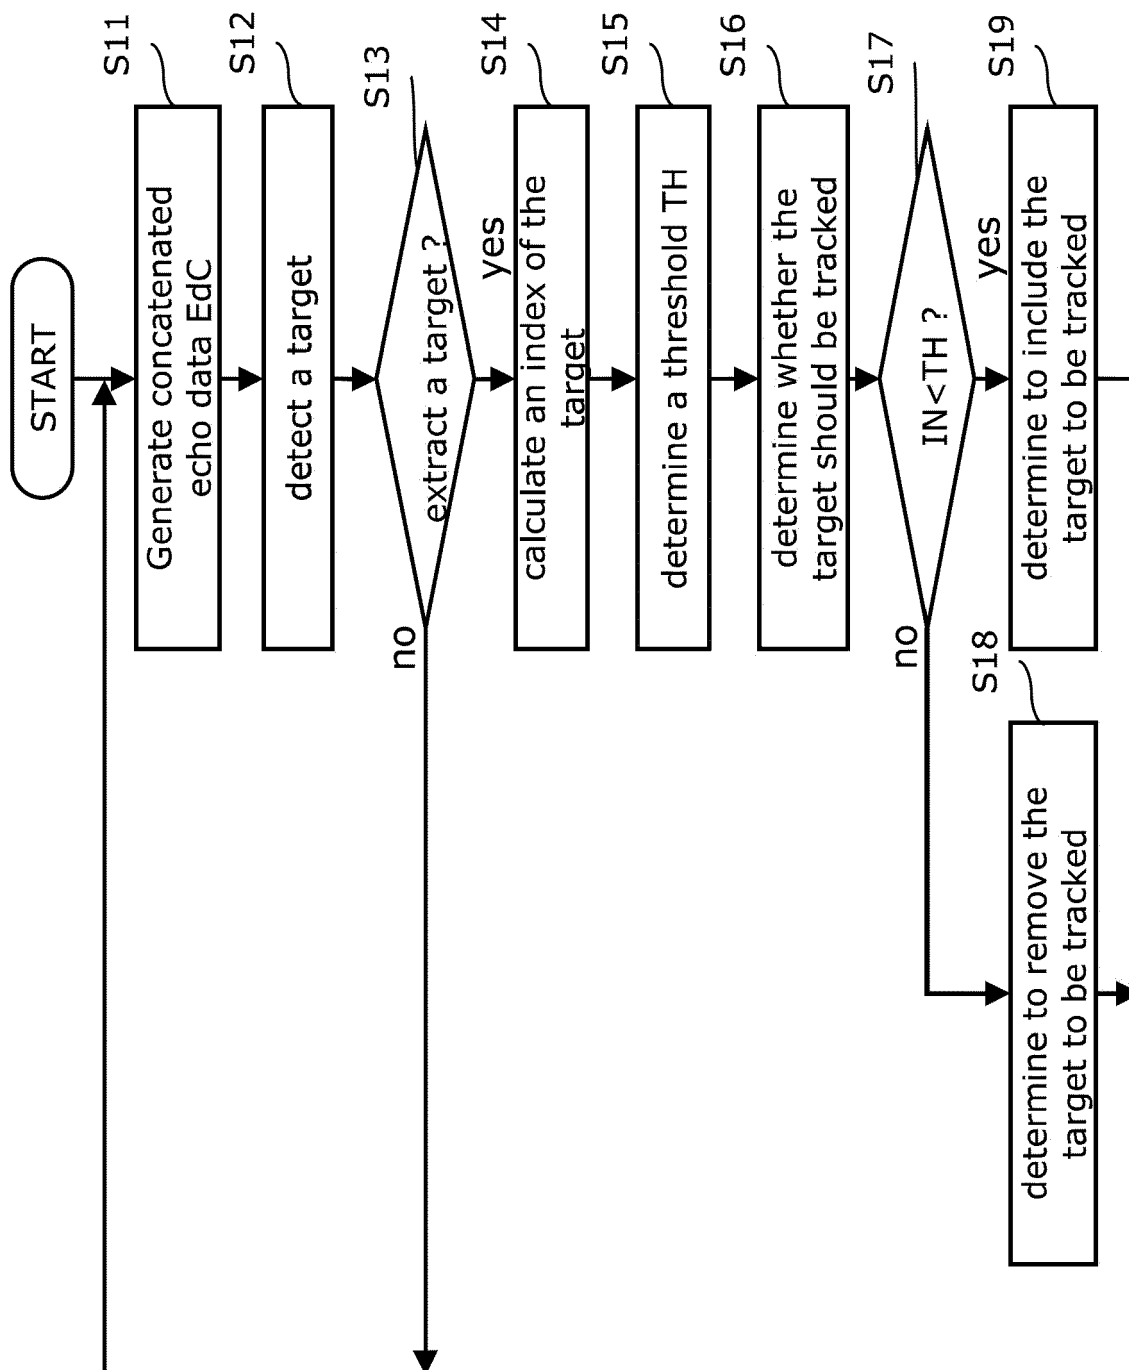 START
S11
Generate concatenated
echo data EdC
S12
detect a target
S13
extract a target ?
no
yes
S14
calculate an index of the
target
S15
determine a threshold TH
S16
determine whether the
target should be tracked
S17
IN<TH ?
no
yes
S18
determine to remove the
target to be tracked
S19
determine to include the
target to be tracked